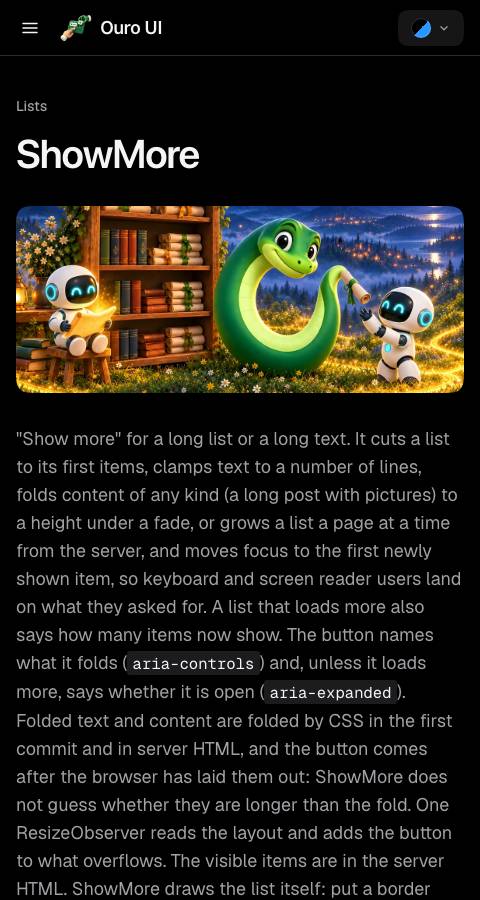 Ouro UI
Lists
ShowMore
"Show more" for a long list or a long text. It cuts a list
to its first items, clamps text to a number of lines,
folds content of any kind (a long post with pictures) to
a height under a fade, or grows a list a page at a time
from the server, and moves focus to the first newly
shown item, so keyboard and screen reader users land
on what they asked for. A list that loads more also
says how many items now show. The button names
what it folds (aria-controls) and, unless it loads
more, says whether it is open (aria-expanded).
Folded text and content are folded by CSS in the first
commit and in server HTML, and the button comes
after the browser has laid them out: ShowMore does
not guess whether they are longer than the fold. One
ResizeObserver reads the layout and adds the button
to what overflows. The visible items are in the server
HTML. ShowMore draws the list itself: put a border